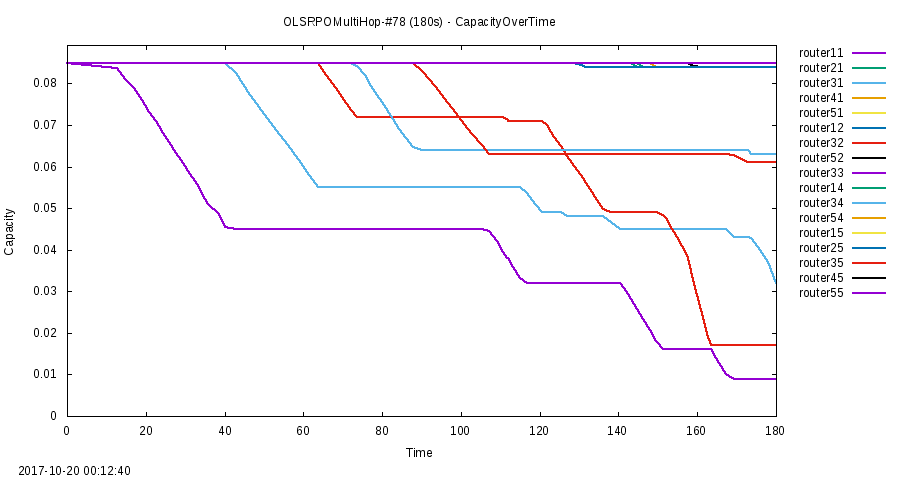 OLSRPOMultiHop-#78 (180s) - CapacityOverTime
Capacity
0.08
0.07
0.06
0.05
0.04
0.03
0.02
0.01
0
0 20 40 60 80 100 120 140 160 180
Time
router11
router21
router31
router41
router51
router12
router32
router52
router33
router14
router34
router54
router15
router25
router35
router45
router55
2017-10-20 00:12:40